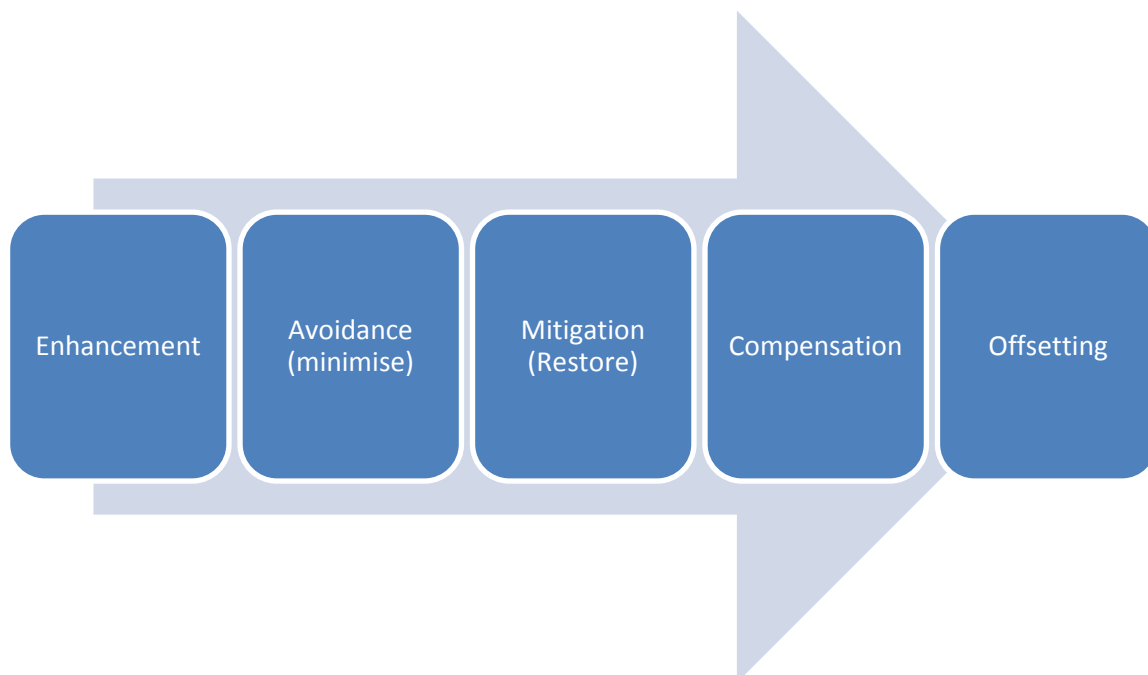 Enhancement
Avoidance
(minimise)
Mitigation
(Restore)
Compensation
Offsetting